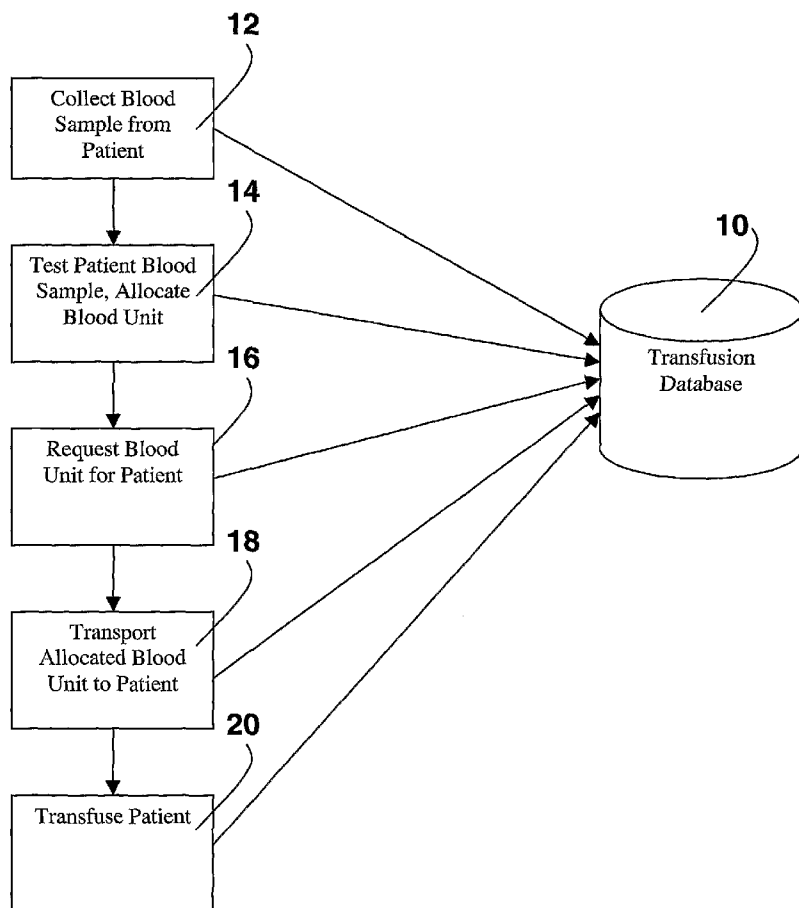 12
Collect Blood
Sample from
Patient
14
Test Patient Blood
Sample, Allocate
Blood Unit
10
Transfusion
Database
16
Request Blood
Unit for Patient
18
Transport
Allocated Blood
Unit to Patient
20
Transfuse Patient